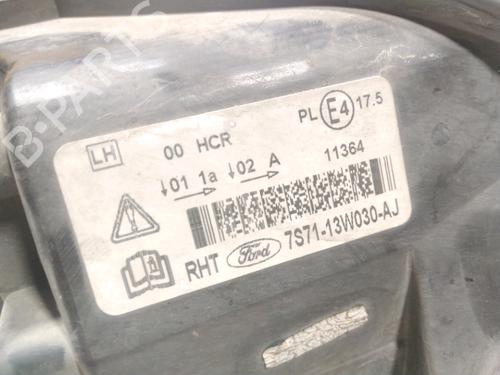 B-PARTS
LH 00 HCR PL E4 17.5
↓01 1a → ↓02 A → 11364
RHT Ford 7S71-13W030-AJ